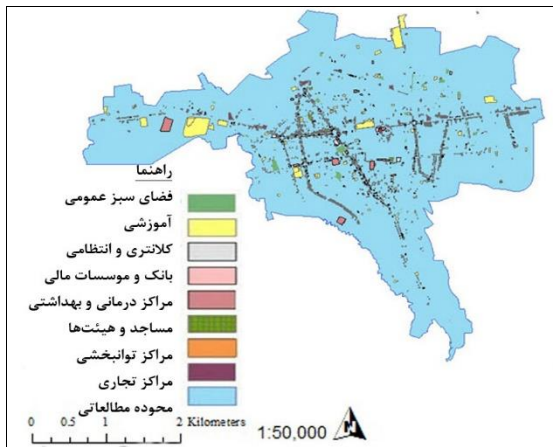 راهنما
فضای سبز عمومی
آموزشی
کلانتری و انتظامی
بانک و موسسات مالی
مراکز درمانی و بهداشتی
مساجد و هیئت‌ها
مراکز توانبخشی
مراکز تجاری
محوده مطالعاتی
Kilometers
0 0.5 1 2
1:50,000
N